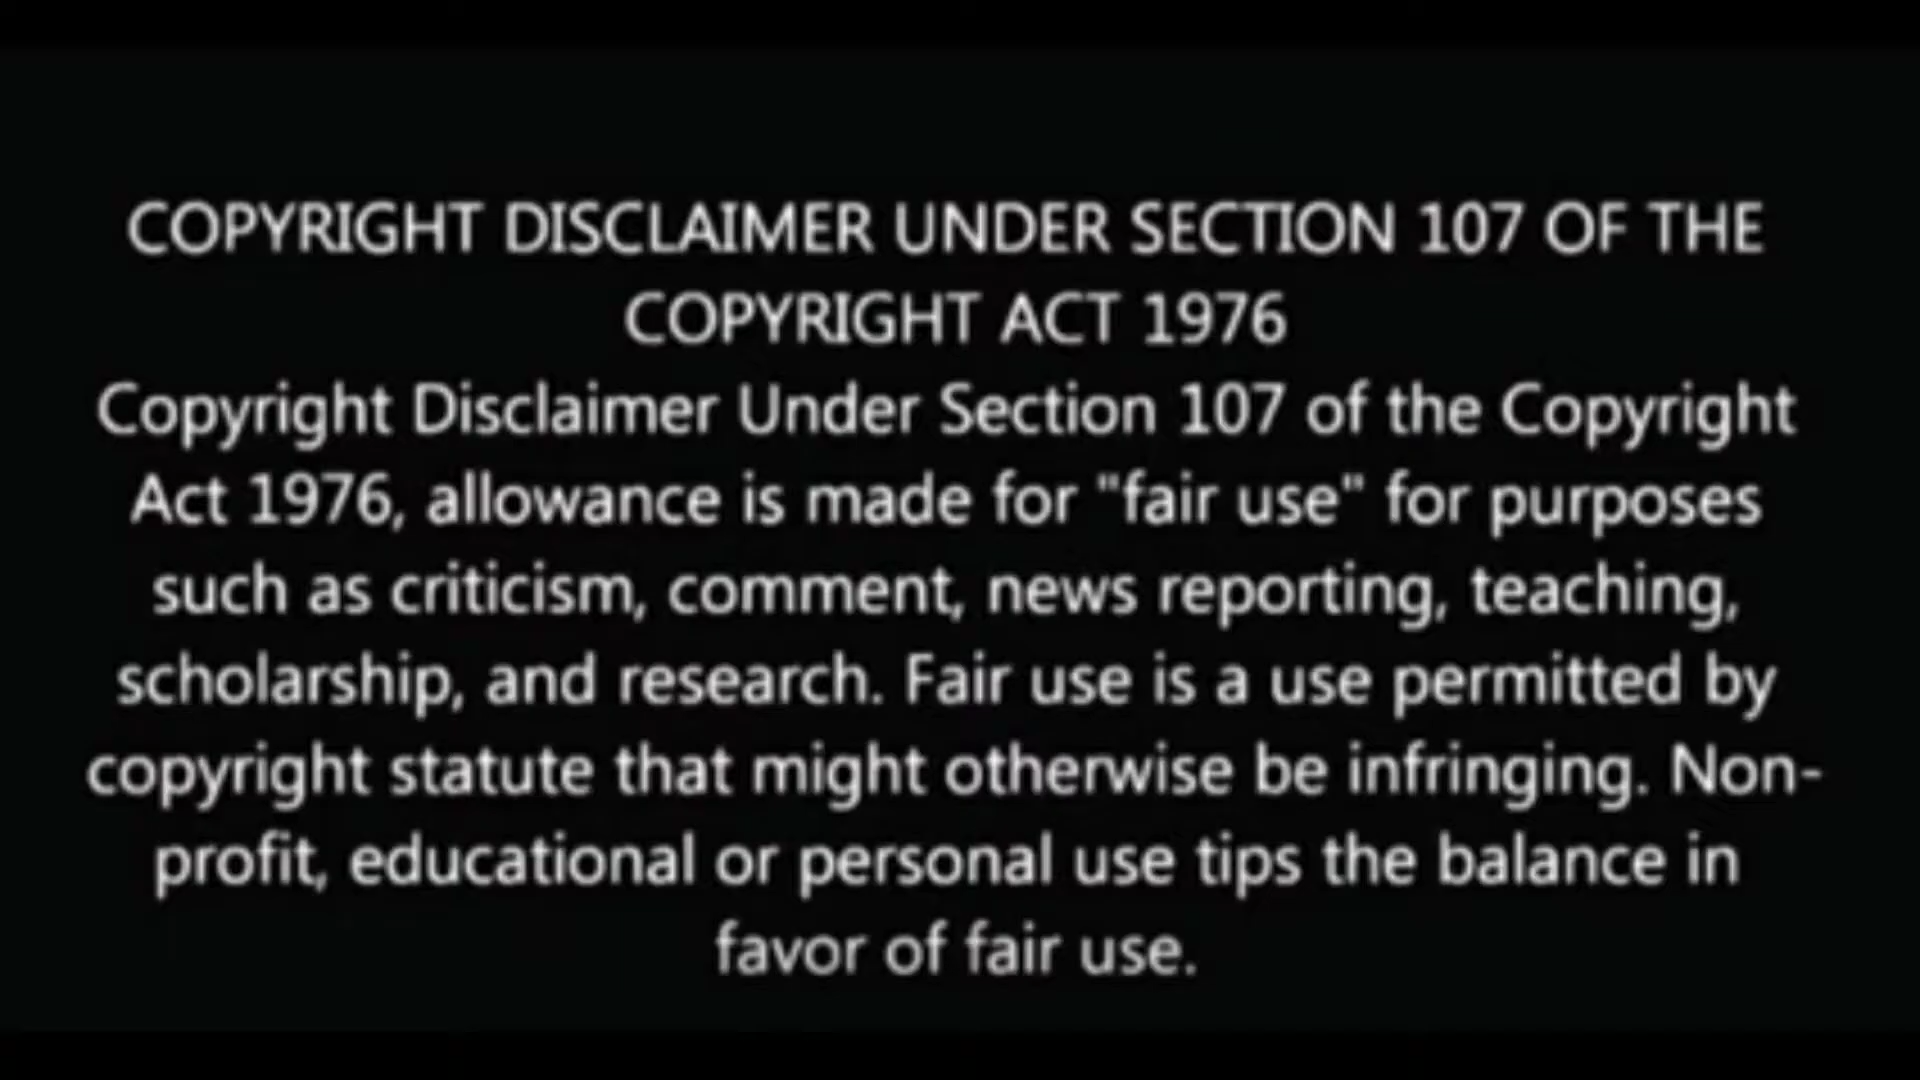 COPYRIGHT DISCLAIMER UNDER SECTION 107 OF THE
COPYRIGHT ACT 1976
Copyright Disclaimer Under Section 107 of the Copyright
Act 1976, allowance is made for "fair use" for purposes
such as criticism, comment, news reporting, teaching,
scholarship, and research. Fair use is a use permitted by
copyright statute that might otherwise be infringing. Non-
profit, educational or personal use tips the balance in
favor of fair use.